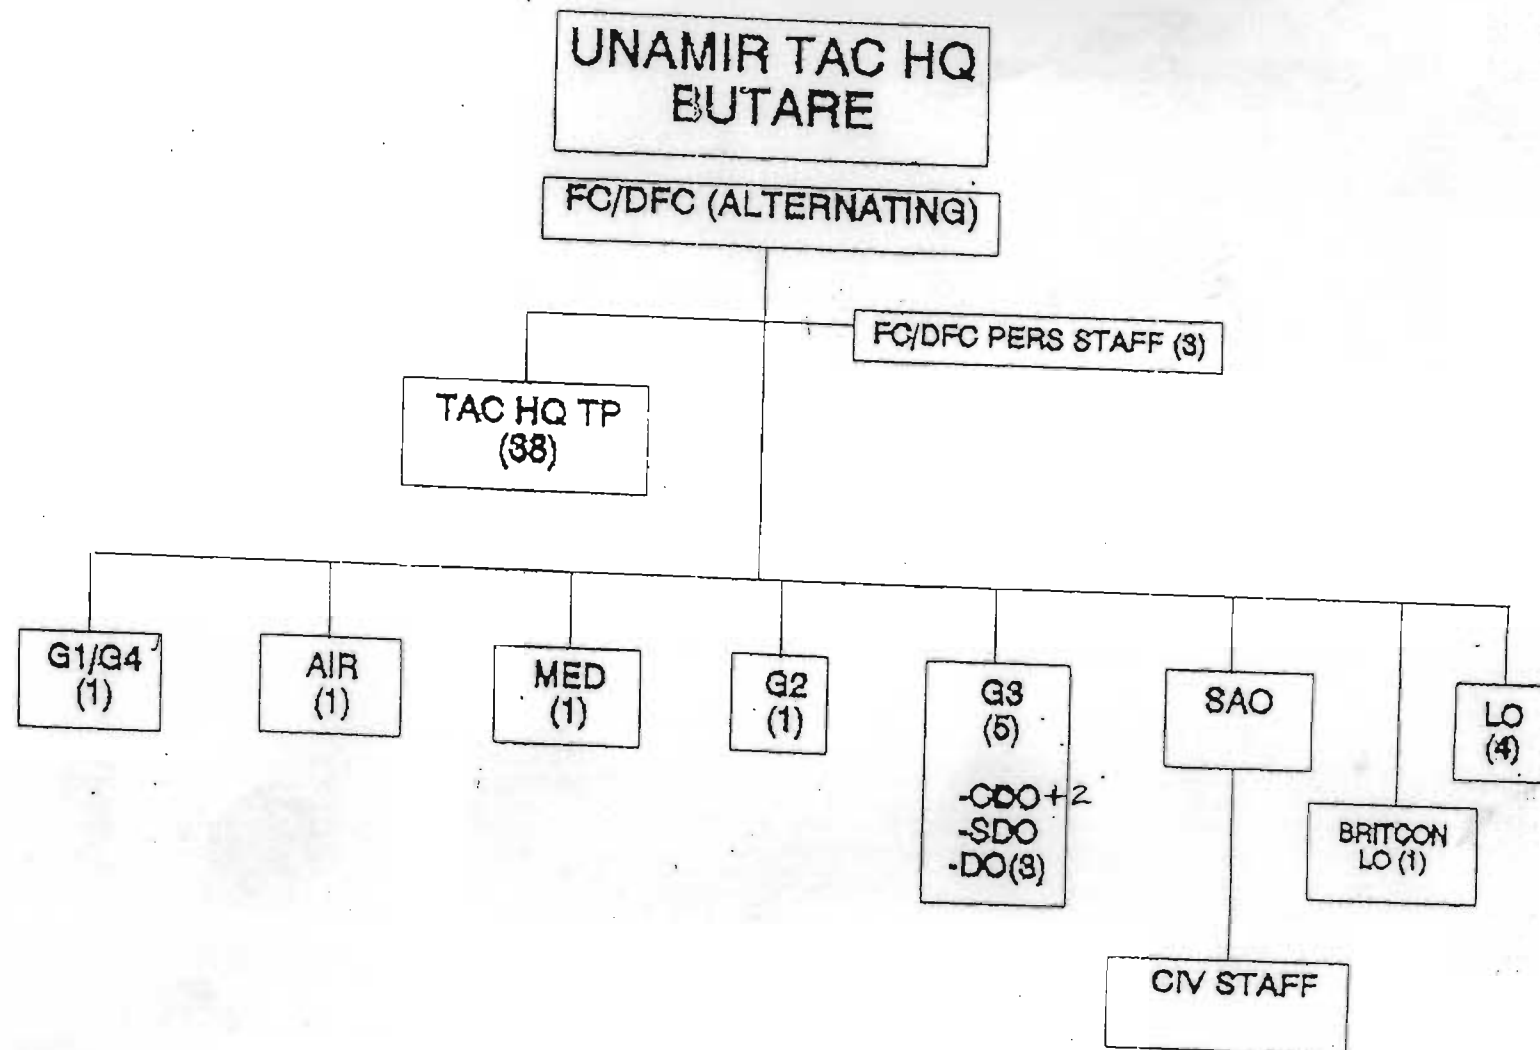 UNAMIR TAC HQ
BUTARE
FC/DFC (ALTERNATING)
FC/DFC PERS STAFF (3)
TAC HQ TP
(38)
G1/G4
(1)
AIR
(1)
MED
(1)
G2
(1)
G3
(5)
-CDO+2
-SDO
-DO(3)
SAO
BRITCON
LO (1)
LO
(4)
CIV STAFF